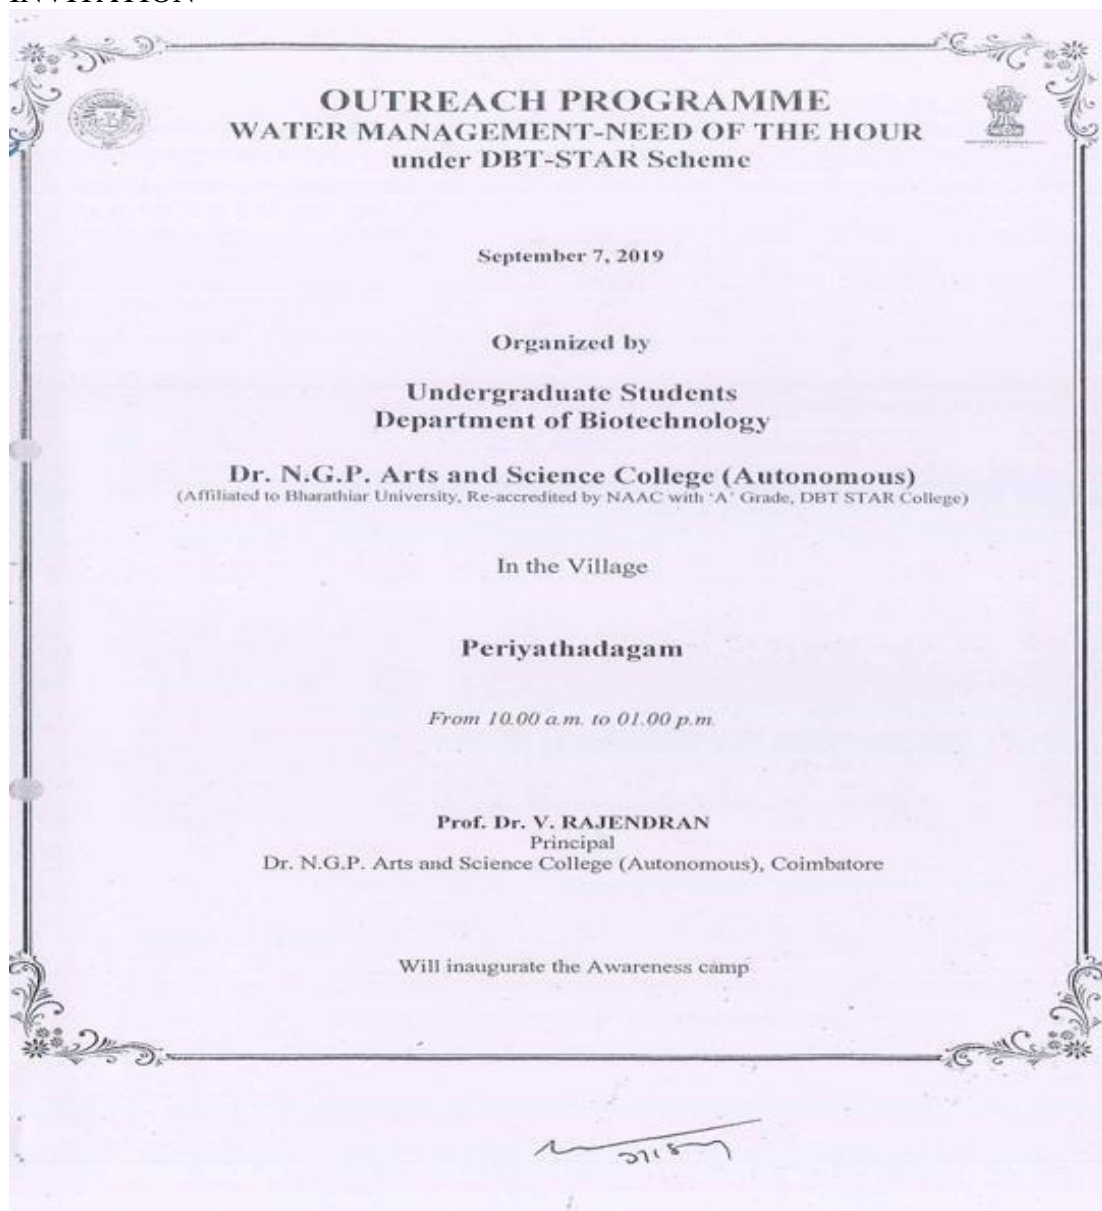 INVITATION
OUTREACH PROGRAMME
WATER MANAGEMENT-NEED OF THE HOUR
under DBT-STAR Scheme
September 7, 2019
Organized by
Undergraduate Students
Department of Biotechnology
Dr. N.G.P. Arts and Science College (Autonomous)
(Affiliated to Bharathiar University, Re-accredited by NAAC with ‘A’ Grade, DBT STAR College)
In the Village
Periyathadagam
From 10.00 a.m. to 01.00 p.m.
Prof. Dr. V. RAJENDRAN
Principal
Dr. N.G.P. Arts and Science College (Autonomous), Coimbatore
Will inaugurate the Awareness camp